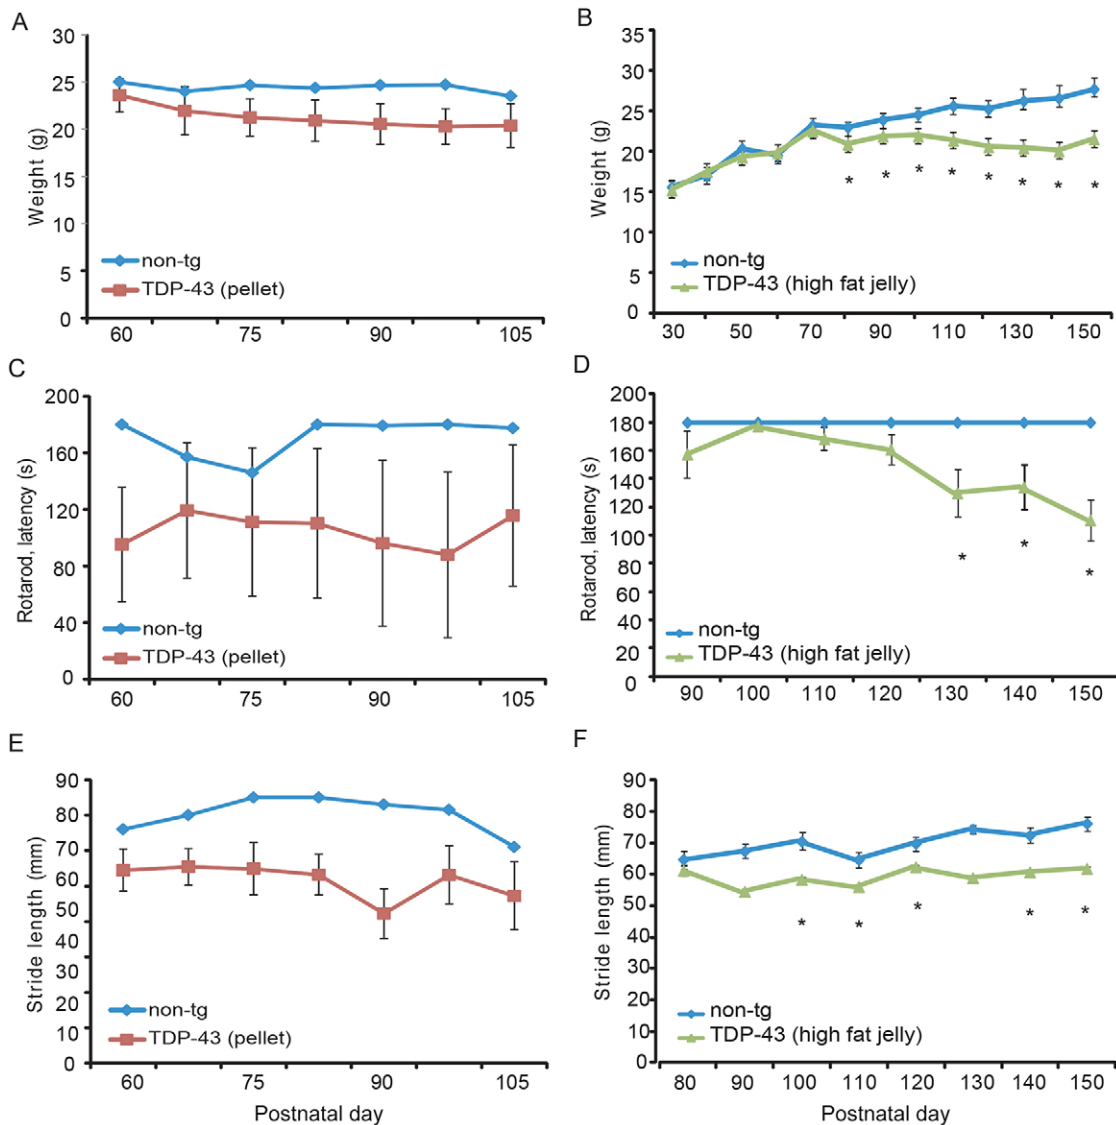 A
30
25
20
15
10
5
0
Weight (g)
non-tg
TDP-43 (pellet)
60 75 90 105
B
35
30
25
20
15
10
5
0
Weight (g)
* * * * * * * *
non-tg
TDP-43 (high fat jelly)
30 50 70 90 110 130 150
C
200
160
120
80
40
0
Rotarod, latency (s)
non-tg
TDP-43 (pellet)
60 75 90 105
D
200
180
160
140
120
100
80
60
40
20
0
Rotarod, latency (s)
* * *
non-tg
TDP-43 (high fat jelly)
90 100 110 120 130 140 150
E
90
80
70
60
50
40
30
20
10
0
Stride length (mm)
non-tg
TDP-43 (pellet)
60 75 90 105
Postnatal day
F
90
80
70
60
50
40
30
20
10
0
Stride length (mm)
* * * * *
non-tg
TDP-43 (high fat jelly)
80 90 100 110 120 130 140 150
Postnatal day